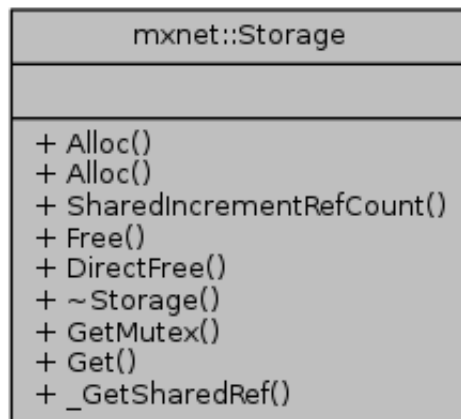 mxnet::Storage
+ Alloc()
+ Alloc()
+ SharedIncrementRefCount()
+ Free()
+ DirectFree()
+ ~Storage()
+ GetMutex()
+ Get()
+ _GetSharedRef()